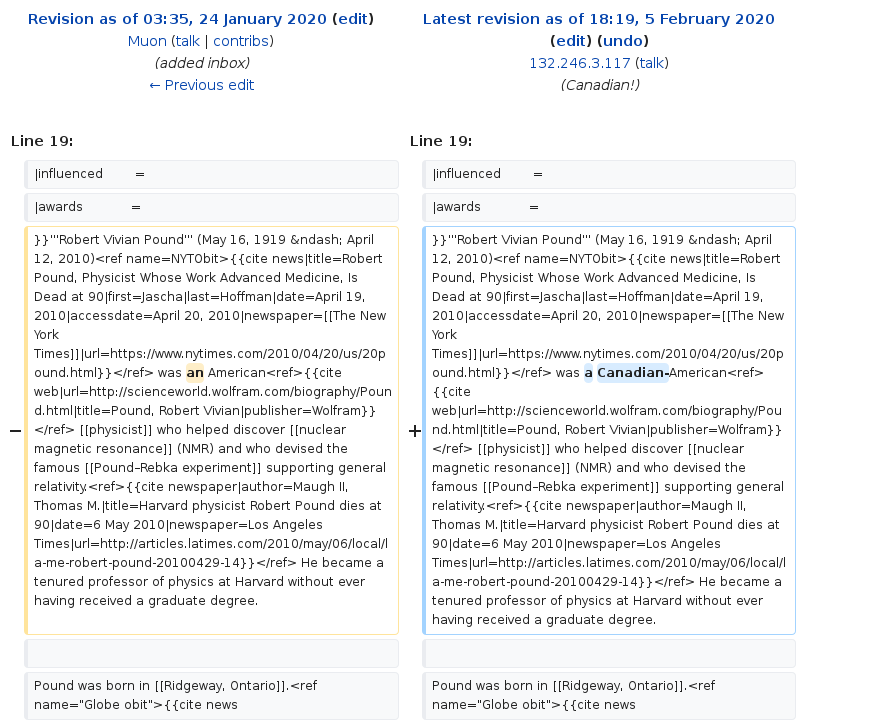 Revision as of 03:35, 24 January 2020 (edit)
Muon (talk | contribs)
(added inbox)
← Previous edit
Latest revision as of 18:19, 5 February 2020
(edit) (undo)
132.246.3.117 (talk)
(Canadian!)
Line 19:
Line 19:
|influenced        =
|influenced        =
|awards            =
|awards            =
− }}'''Robert Vivian Pound''' (May 16, 1919 &ndash; April
12, 2010)<ref name=NYTObit>{{cite news|title=Robert
Pound, Physicist Whose Work Advanced Medicine, Is
Dead at 90|first=Jascha|last=Hoffman|date=April 19,
2010|accessdate=April 20, 2010|newspaper=[[The New
York
Times]]|url=https://www.nytimes.com/2010/04/20/us/20p
ound.html}}</ref> was an American<ref>{{cite
web|url=http://scienceworld.wolfram.com/biography/Poun
d.html|title=Pound, Robert Vivian|publisher=Wolfram}}
</ref> [[physicist]] who helped discover [[nuclear
magnetic resonance]] (NMR) and who devised the
famous [[Pound–Rebka experiment]] supporting general
relativity.<ref>{{cite newspaper|author=Maugh II,
Thomas M.|title=Harvard physicist Robert Pound dies at
90|date=6 May 2010|newspaper=Los Angeles
Times|url=http://articles.latimes.com/2010/may/06/local/l
a-me-robert-pound-20100429-14}}</ref> He became a
tenured professor of physics at Harvard without ever
having received a graduate degree.
+ }}'''Robert Vivian Pound''' (May 16, 1919 &ndash; April
12, 2010)<ref name=NYTObit>{{cite news|title=Robert
Pound, Physicist Whose Work Advanced Medicine, Is
Dead at 90|first=Jascha|last=Hoffman|date=April 19,
2010|accessdate=April 20, 2010|newspaper=[[The New
York
Times]]|url=https://www.nytimes.com/2010/04/20/us/20p
ound.html}}</ref> was a Canadian-American<ref>
{{cite
web|url=http://scienceworld.wolfram.com/biography/Pou
nd.html|title=Pound, Robert Vivian|publisher=Wolfram}}
</ref> [[physicist]] who helped discover [[nuclear
magnetic resonance]] (NMR) and who devised the
famous [[Pound–Rebka experiment]] supporting general
relativity.<ref>{{cite newspaper|author=Maugh II,
Thomas M.|title=Harvard physicist Robert Pound dies at
90|date=6 May 2010|newspaper=Los Angeles
Times|url=http://articles.latimes.com/2010/may/06/local/l
a-me-robert-pound-20100429-14}}</ref> He became a
tenured professor of physics at Harvard without ever
having received a graduate degree.
Pound was born in [[Ridgeway, Ontario]].<ref
name="Globe obit">{{cite news
Pound was born in [[Ridgeway, Ontario]].<ref
name="Globe obit">{{cite news